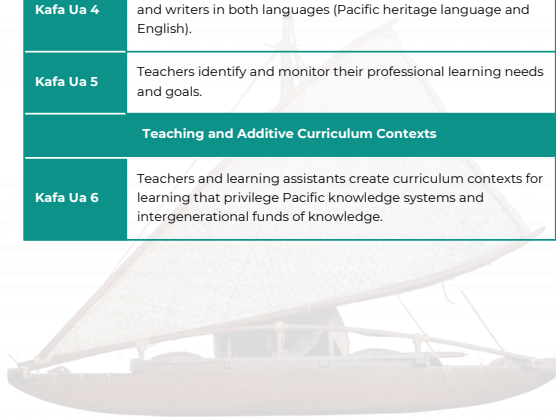 Kafa Ua 4
and writers in both languages (Pacific heritage language and
English).
Kafa Ua 5
Teachers identify and monitor their professional learning needs
and goals.
Teaching and Additive Curriculum Contexts
Kafa Ua 6
Teachers and learning assistants create curriculum contexts for
learning that privilege Pacific knowledge systems and
intergenerational funds of knowledge.